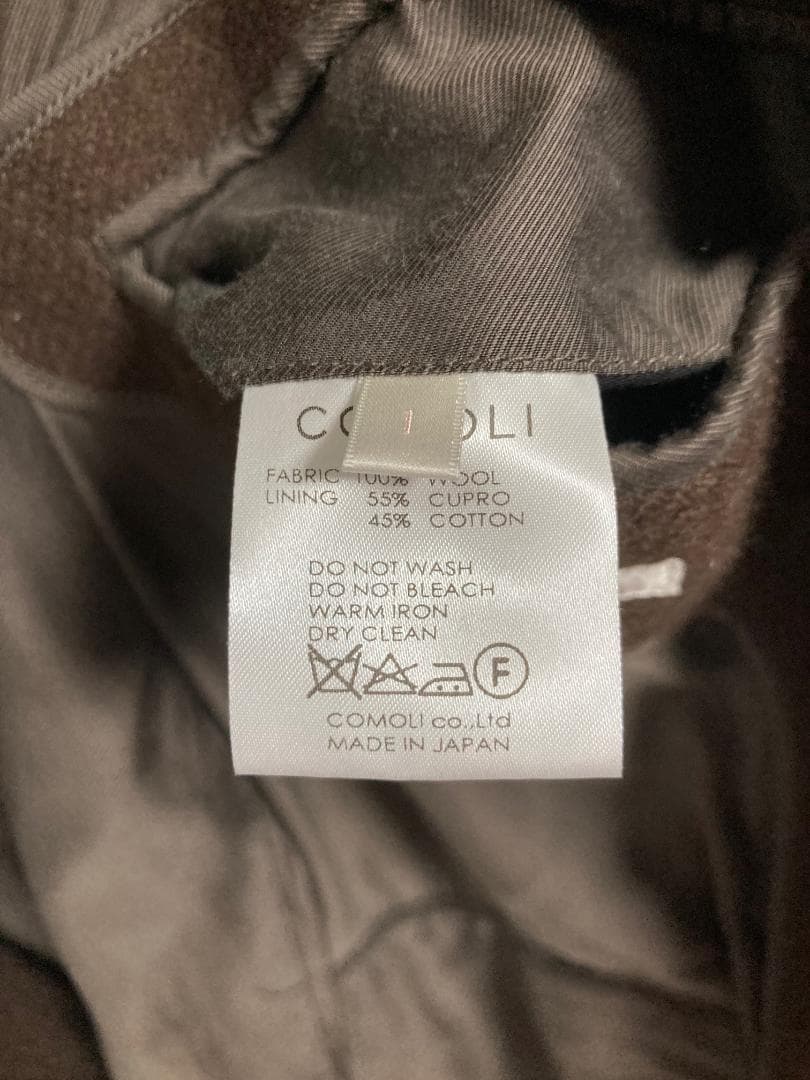 1
FABRIC 100% WOOL
LINING 55% CUPRO
45% COTTON
DO NOT WASH
DO NOT BLEACH
WARM IRON
DRY CLEAN
F
COMOLI co.,Ltd
MADE IN JAPAN